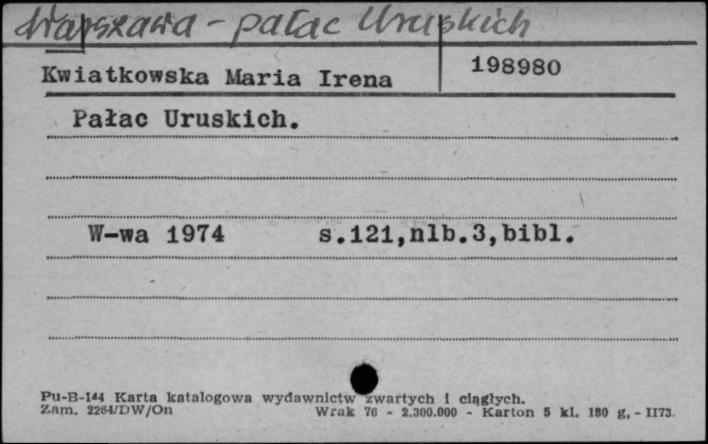 Warszawa - pałac Uruskich
Kwiatkowska Maria Irena 198980
Pałac Uruskich.
W-wa 1974 s.121,nlb.3,bibl.
Pu-B-144 Karta katalogowa wydawnictw zwartych i ciągłych.
Zam. 2264/DW/On Wrak 76 - 2.300.000 - Karton 5 kl. 180 g, - II73.